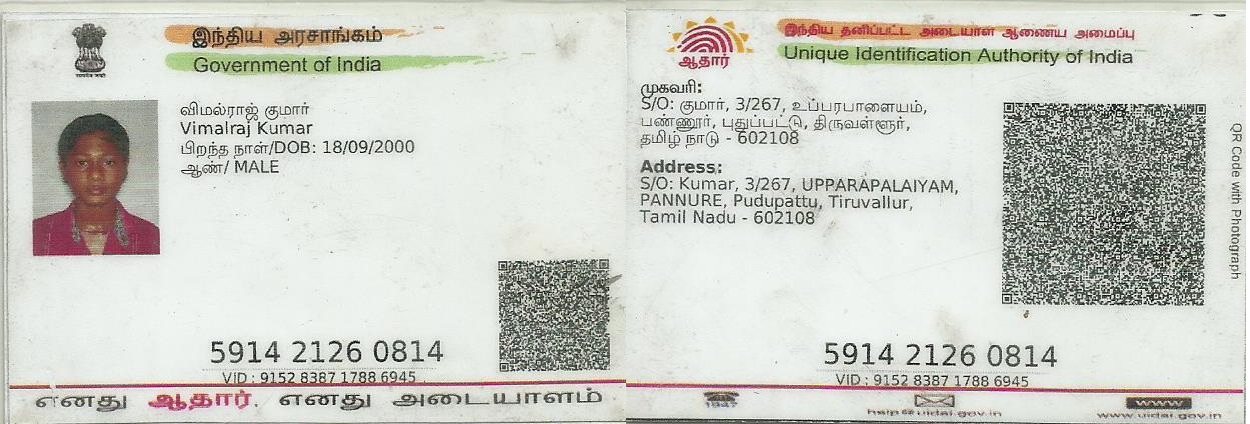 இந்திய அரசாங்கம்
Government of India
விமல்ராஜ் குமார்
Vimalraj Kumar
பிறந்த நாள்/DOB: 18/09/2000
ஆண்/ MALE
5914 2126 0814
VID : 9152 8387 1788 6945
எனது ஆதார், எனது அடையாளம்
ஆதார்
இந்திய தனிப்பட்ட அடையாள ஆணைய அமைப்பு
Unique Identification Authority of India
முகவரி:
S/O: குமார், 3/267, உப்பரபாளையம்,
பண்ணூர், புதுப்பட்டு, திருவள்ளூர்,
தமிழ் நாடு - 602108
Address:
S/O: Kumar, 3/267, UPPARAPALAIYAM,
PANNURE, Pudupattu, Tiruvallur,
Tamil Nadu - 602108
QR Code with Photograph
5914 2126 0814
VID : 9152 8387 1788 6945
1947
help@uidai.gov.in
www
www.uidai.gov.in